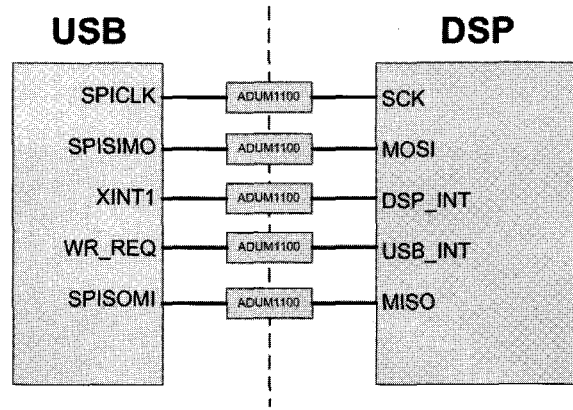 USB DSP
SPICLK ADUM1100 SCK
SPISIMO ADUM1100 MOSI
XINT1 ADUM1100 DSP_INT
WR_REQ ADUM1100 USB_INT
SPISOMI ADUM1100 MISO